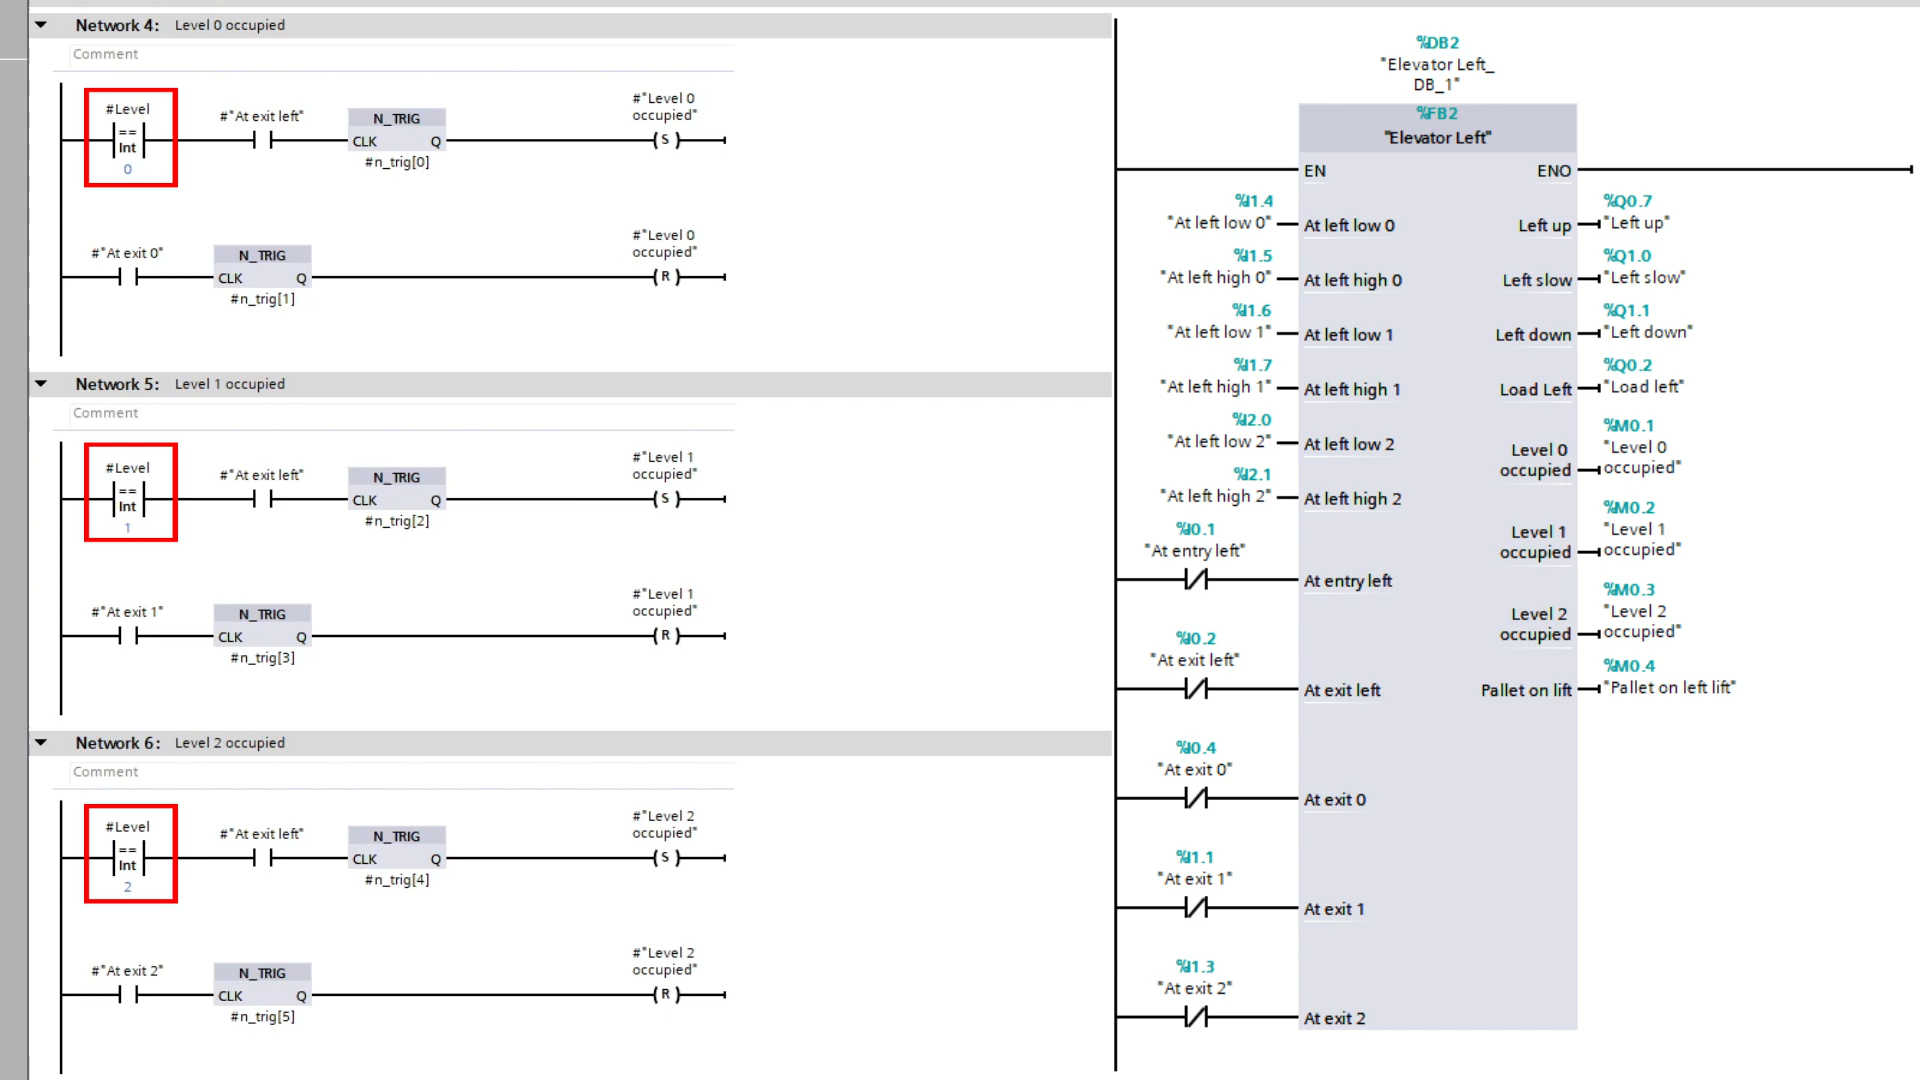 Network 4: Level 0 occupied
Comment
#Level
==
Int
0
#"At exit left"
N_TRIG
CLK Q
#n_trig[0]
#"Level 0
occupied"
S
#"At exit 0"
N_TRIG
CLK Q
#n_trig[1]
#"Level 0
occupied"
R
Network 5: Level 1 occupied
Comment
#Level
==
Int
1
#"At exit left"
N_TRIG
CLK Q
#n_trig[2]
#"Level 1
occupied"
S
#"At exit 1"
N_TRIG
CLK Q
#n_trig[3]
#"Level 1
occupied"
R
Network 6: Level 2 occupied
Comment
#Level
==
Int
2
#"At exit left"
N_TRIG
CLK Q
#n_trig[4]
#"Level 2
occupied"
S
#"At exit 2"
N_TRIG
CLK Q
#n_trig[5]
#"Level 2
occupied"
R
%DB2
"Elevator Left_
DB_1"
%FB2
"Elevator Left"
EN ENO
%I1.4
"At left low 0" At left low 0
%I1.5
"At left high 0" At left high 0
%I1.6
"At left low 1" At left low 1
%I1.7
"At left high 1" At left high 1
%I2.0
"At left low 2" At left low 2
%I2.1
"At left high 2" At left high 2
%I0.1
"At entry left"
At entry left
%I0.2
"At exit left"
At exit left
%I0.4
"At exit 0"
At exit 0
%I1.1
"At exit 1"
At exit 1
%I1.3
"At exit 2"
At exit 2
%Q0.7
Left up "Left up"
%Q1.0
Left slow "Left slow"
%Q1.1
Left down "Left down"
%Q0.2
Load Left "Load left"
%M0.1
Level 0 "Level 0
occupied occupied"
%M0.2
Level 1 "Level 1
occupied occupied"
%M0.3
Level 2 "Level 2
occupied occupied"
%M0.4
Pallet on lift "Pallet on left lift"